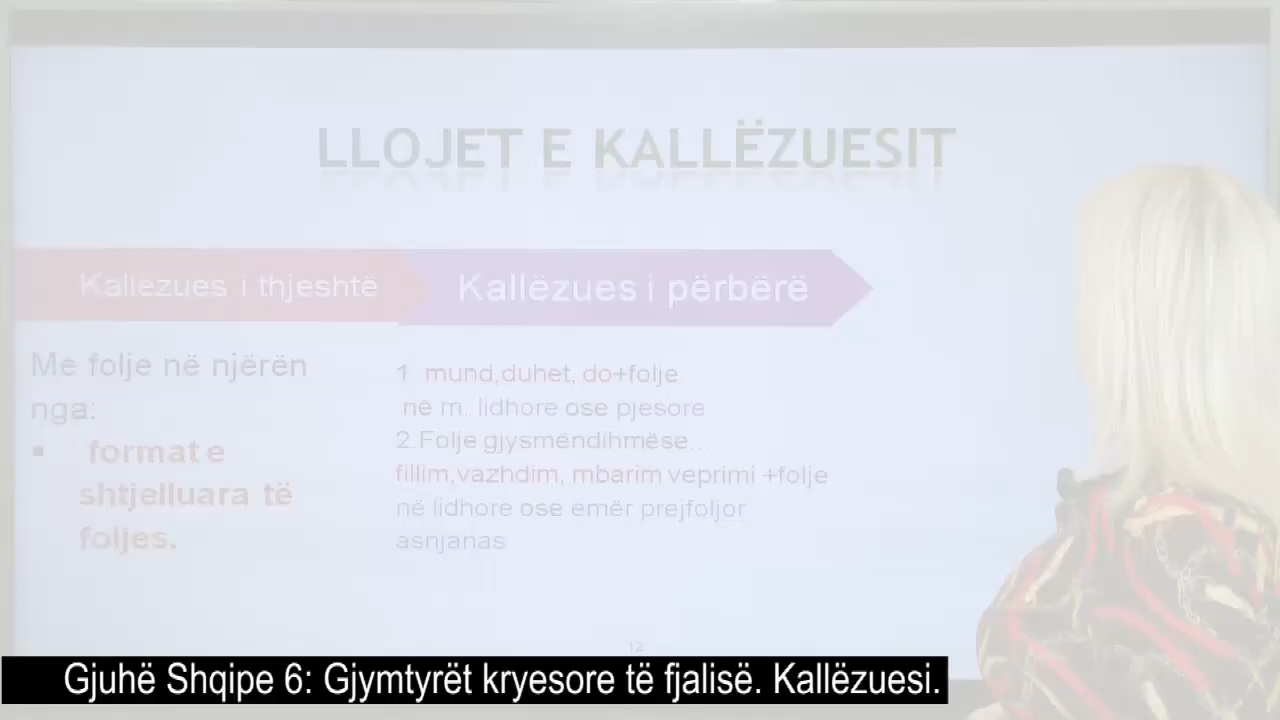 LLOJET E KALLËZUESIT
Kallezues i thjeshtë
Kallëzues i përbërë
Me folje në njërën
nga:
▪ format e
shtjelluara të
foljes.
1. mund,duhet, do+folje
në m. lidhore ose pjesore
2.Folje gjysmëndihmëse...
fillim,vazhdim, mbarim veprimi +folje
në lidhore ose emër prejfoljor
asnjanas
12
Gjuhë Shqipe 6: Gjymtyrët kryesore të fjalisë. Kallëzuesi.